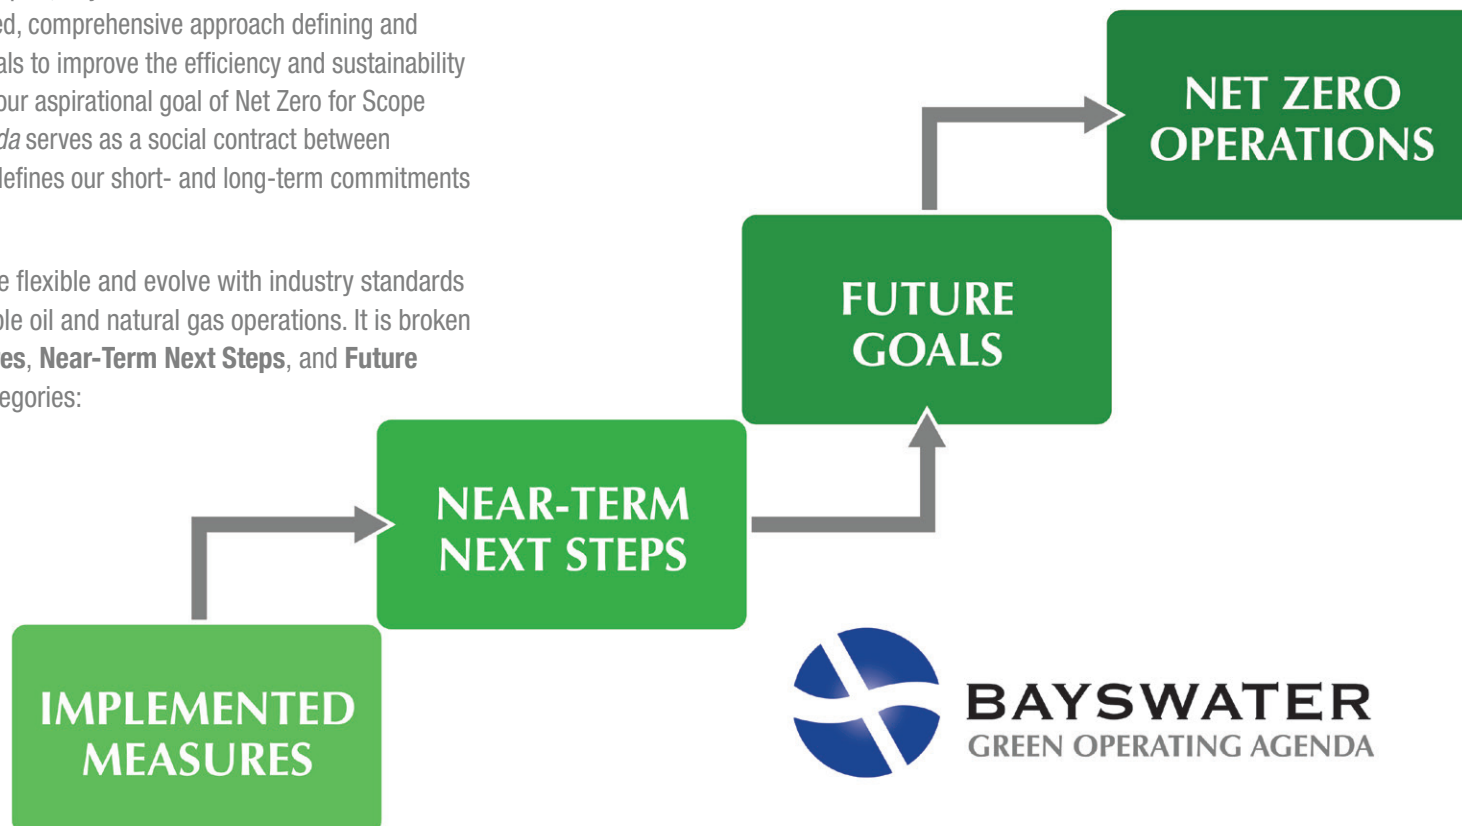 ed, comprehensive approach defining and
als to improve the efficiency and sustainability
our aspirational goal of Net Zero for Scope
da serves as a social contract between
defines our short- and long-term commitments
e flexible and evolve with industry standards
ble oil and natural gas operations. It is broken
es, Near-Term Next Steps, and Future
egories:
NET ZERO
OPERATIONS
FUTURE
GOALS
NEAR-TERM
NEXT STEPS
IMPLEMENTED
MEASURES
BAYSWATER
GREEN OPERATING AGENDA